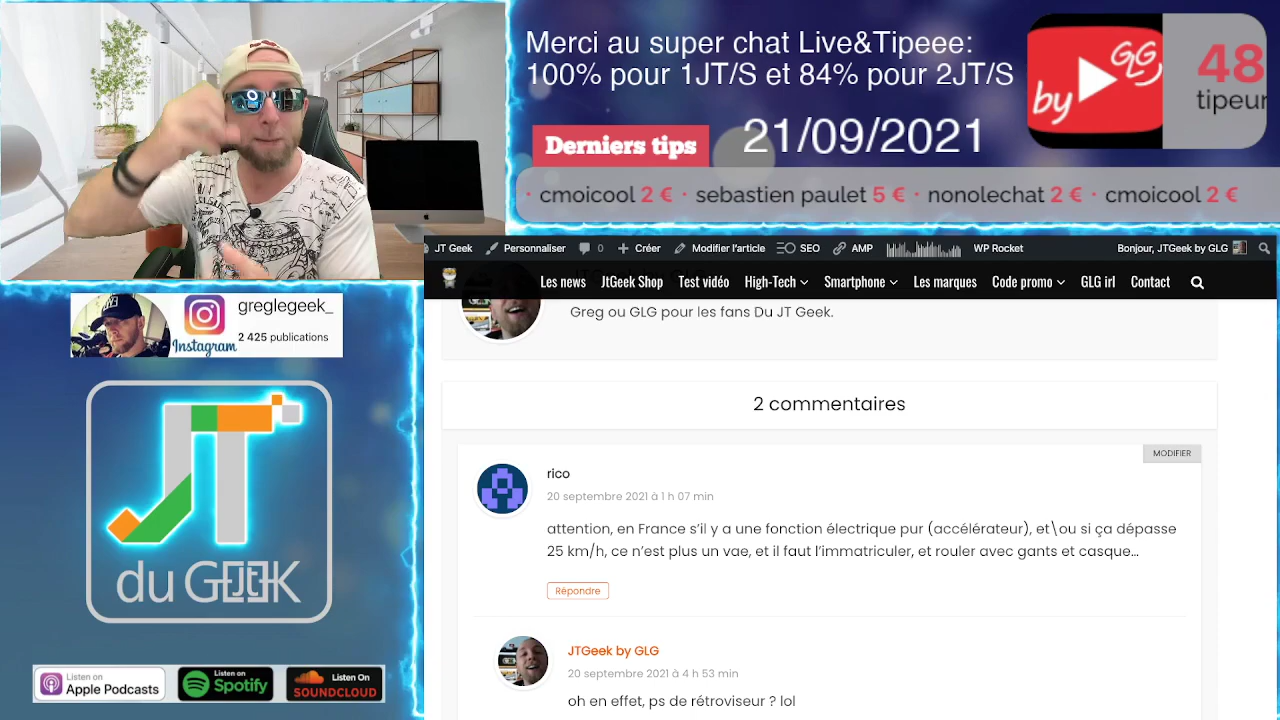 Merci au super chat Live&Tipeee:
100% pour 1JT/S et 84% pour 2JT/S
by GLG
48
tipeur
Derniers tips
21/09/2021
· cmoicool 2 € · sebastien paulet 5 € · nonolechat 2 € · cmoicool 2 €
JT Geek Personnaliser 0 Créer Modifier l'article SEO AMP WP Rocket Bonjour, JTGeek by GLG
Les news JtGeek Shop Test vidéo High-Tech Smartphone Les marques Code promo GLG irl Contact
Greg ou GLG pour les fans Du JT Geek.
greglegeek_
Instagram
2 425 publications
JT
du GEEK
2 commentaires
MODIFIER
rico
20 septembre 2021 à 1 h 07 min
attention, en France s'il y a une fonction électrique pur (accélérateur), et\ou si ça dépasse
25 km/h, ce n'est plus un vae, et il faut l'immatriculer, et rouler avec gants et casque...
Répondre
JTGeek by GLG
20 septembre 2021 à 4 h 53 min
oh en effet, ps de rétroviseur ? lol
Listen on
Apple Podcasts
Listen on
Spotify
Listen On
SOUNDCLOUD